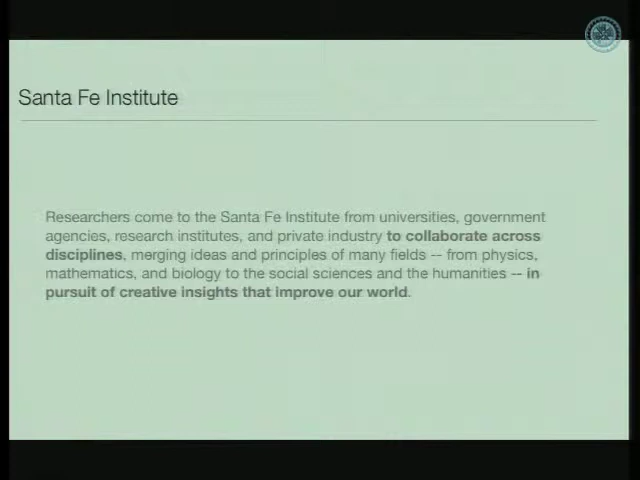 Santa Fe Institute
Researchers come to the Santa Fe Institute from universities, government
agencies, research institutes, and private industry to collaborate across
disciplines, merging ideas and principles of many fields -- from physics,
mathematics, and biology to the social sciences and the humanities -- in
pursuit of creative insights that improve our world.